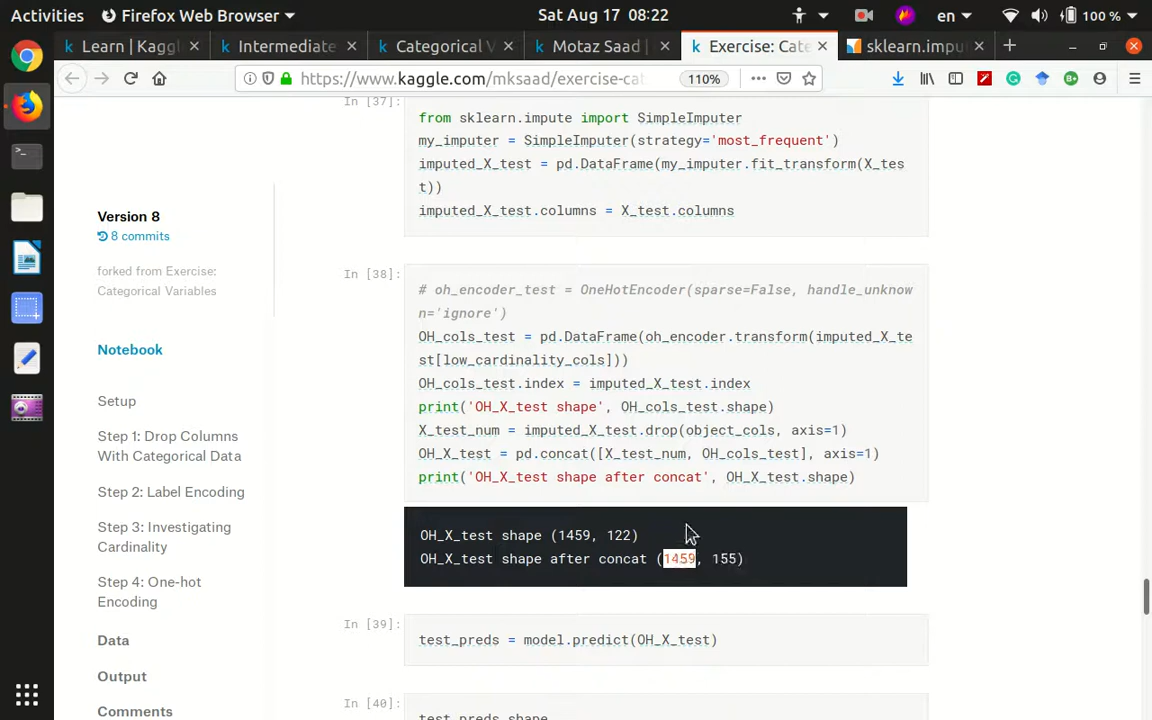 Activities
Firefox Web Browser
Sat Aug 17 08:22
en
100 %
Learn | Kaggl
Intermediate
Categorical V
Motaz Saad |
Exercise: Cate
sklearn.impu
https://www.kaggle.com/mksaad/exercise-cat
110%
Version 8
8 commits
forked from Exercise:
Categorical Variables
Notebook
Setup
Step 1: Drop Columns
With Categorical Data
Step 2: Label Encoding
Step 3: Investigating
Cardinality
Step 4: One-hot
Encoding
Data
Output
Comments
In [37]:
from sklearn.impute import SimpleImputer
my_imputer = SimpleImputer(strategy='most_frequent')
imputed_X_test = pd.DataFrame(my_imputer.fit_transform(X_tes
t))
imputed_X_test.columns = X_test.columns
In [38]:
# oh_encoder_test = OneHotEncoder(sparse=False, handle_unknow
n='ignore')
OH_cols_test = pd.DataFrame(oh_encoder.transform(imputed_X_te
st[low_cardinality_cols]))
OH_cols_test.index = imputed_X_test.index
print('OH_X_test shape', OH_cols_test.shape)
X_test_num = imputed_X_test.drop(object_cols, axis=1)
OH_X_test = pd.concat([X_test_num, OH_cols_test], axis=1)
print('OH_X_test shape after concat', OH_X_test.shape)
OH_X_test shape (1459, 122)
OH_X_test shape after concat (1459, 155)
In [39]:
test_preds = model.predict(OH_X_test)
In [40]:
test_preds.shape